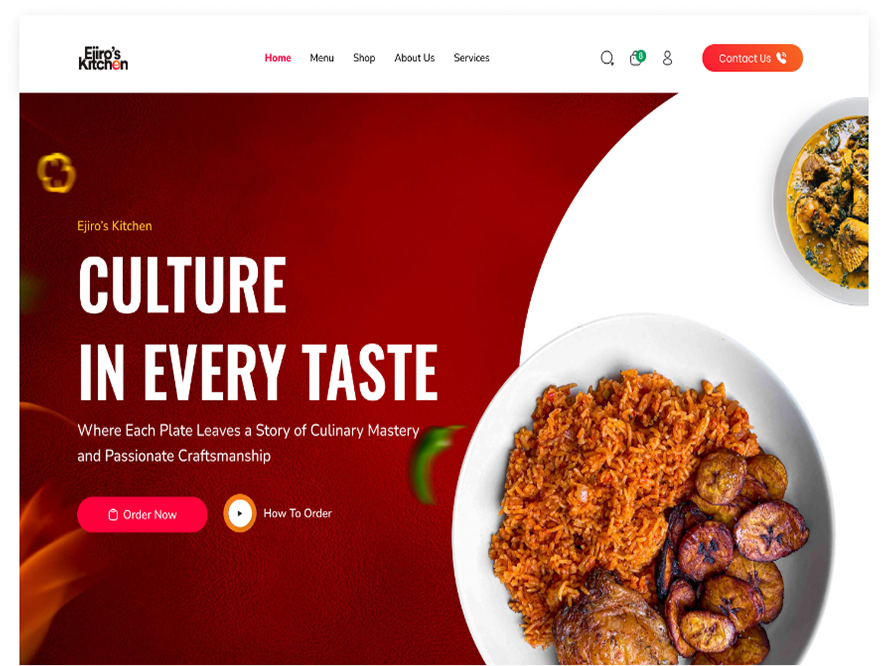 Ejiro's
Kitchen
Home Menu Shop About Us Services
0
Contact Us
Ejiro's Kitchen
CULTURE
IN EVERY TASTE
Where Each Plate Leaves a Story of Culinary Mastery
and Passionate Craftsmanship
Order Now
How To Order